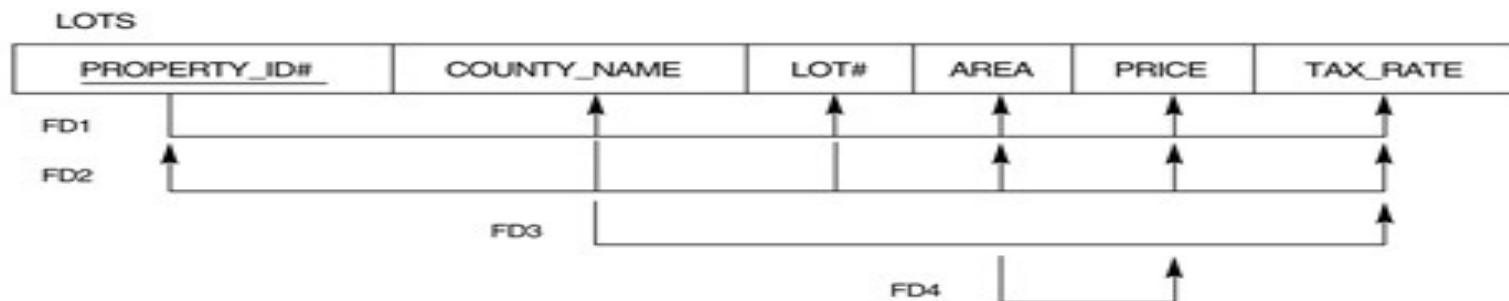 LOTS
PROPERTY_ID# COUNTY_NAME LOT# AREA PRICE TAX_RATE
FD1
FD2
FD3
FD4